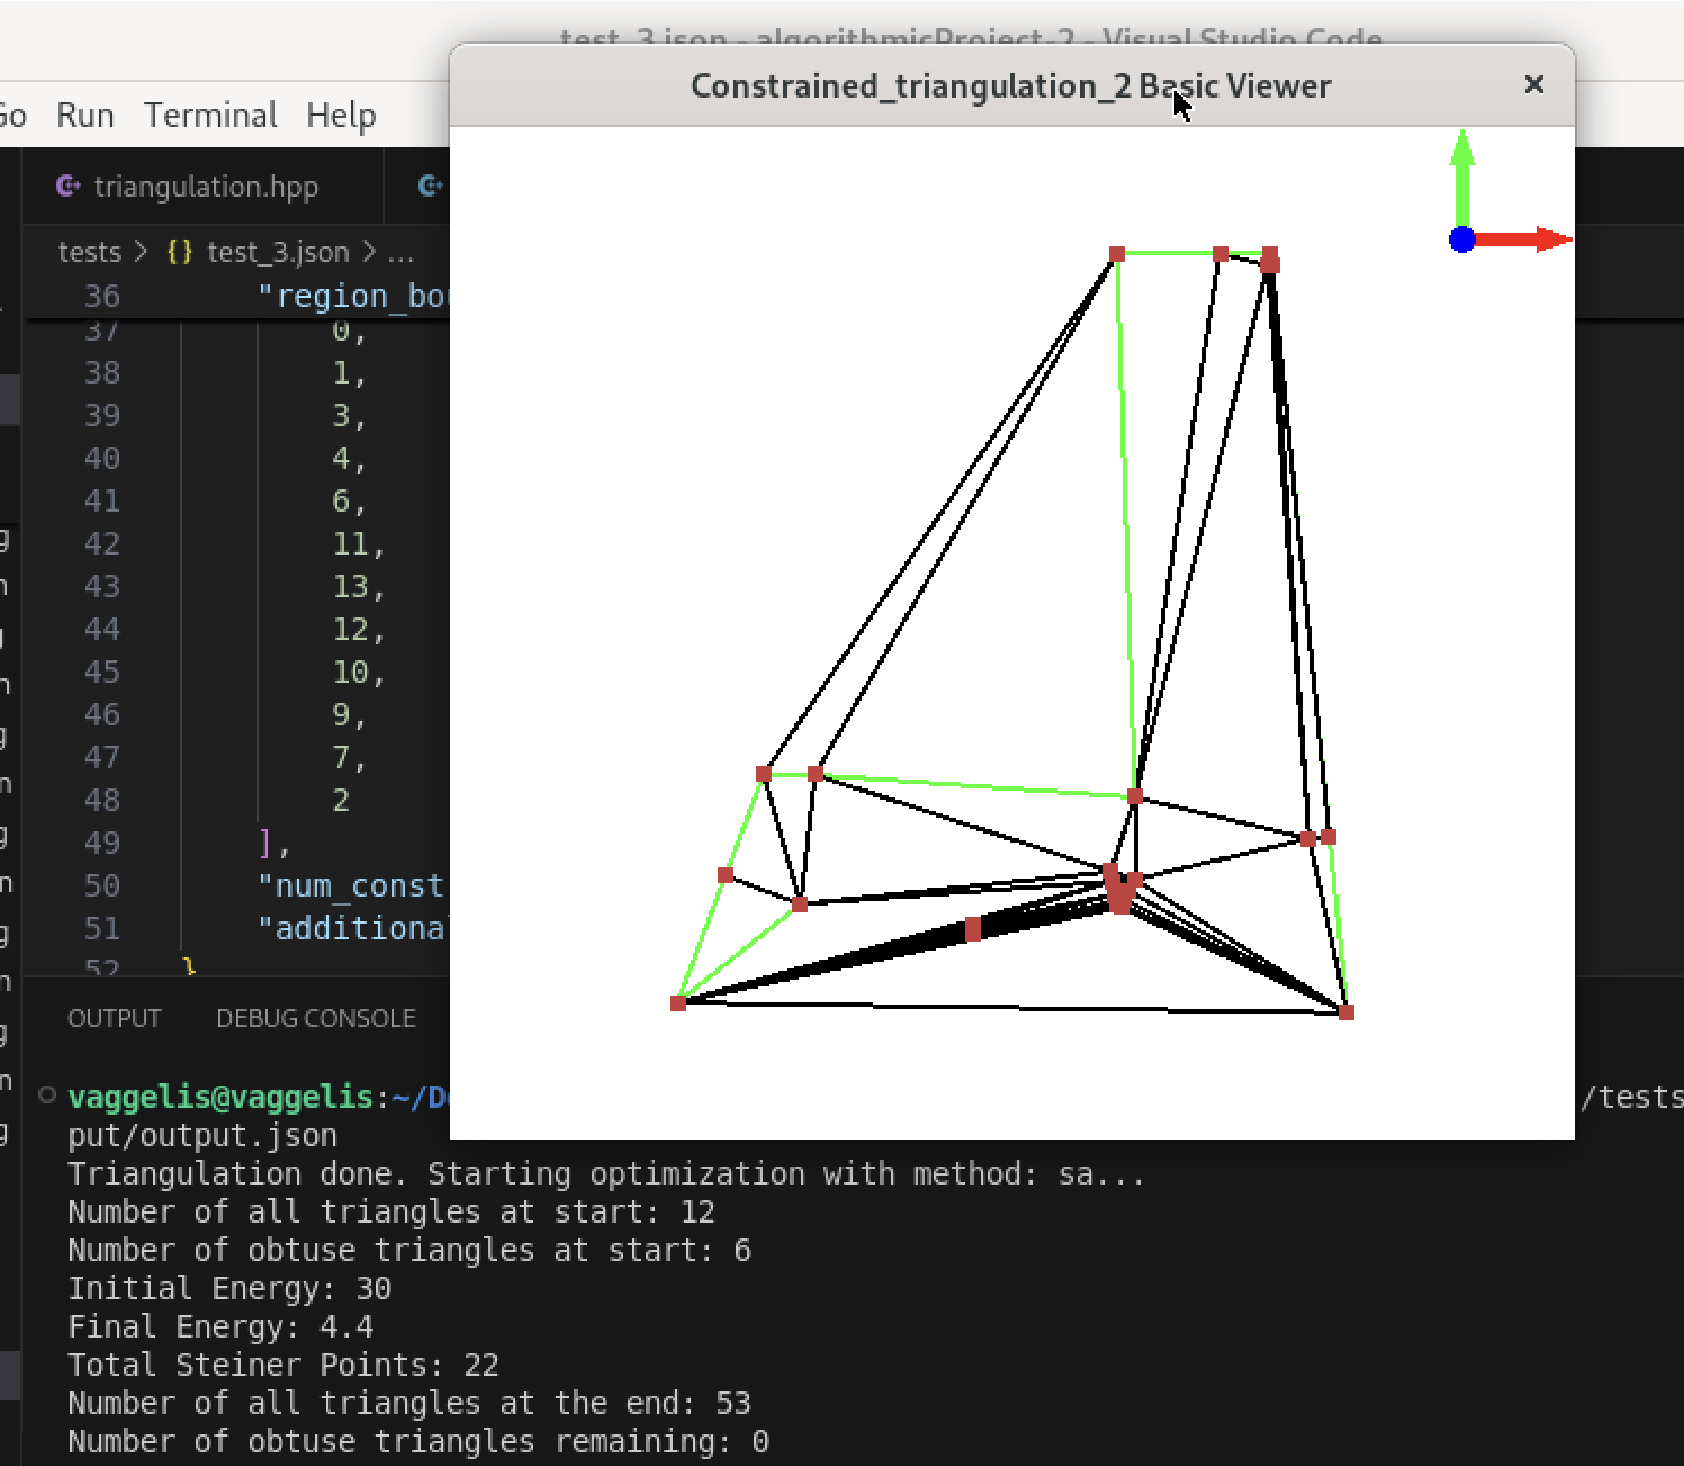 test_3.json - algorithmicProject-2 - Visual Studio Code
Constrained_triangulation_2 Basic Viewer
Go Run Terminal Help
triangulation.hpp
tests > {} test_3.json > ...
36 "region_bou
37 0,
38 1,
39 3,
40 4,
41 6,
42 11,
43 13,
44 12,
45 10,
46 9,
47 7,
48 2
49 ],
50 "num_const
51 "additiona
52 }
OUTPUT DEBUG CONSOLE
vaggelis@vaggelis:~/Do /tests
put/output.json
Triangulation done. Starting optimization with method: sa...
Number of all triangles at start: 12
Number of obtuse triangles at start: 6
Initial Energy: 30
Final Energy: 4.4
Total Steiner Points: 22
Number of all triangles at the end: 53
Number of obtuse triangles remaining: 0